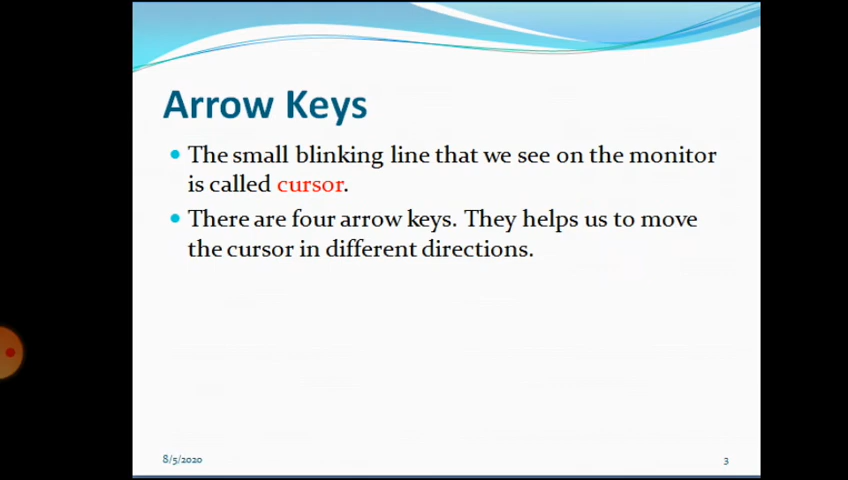 Arrow Keys
The small blinking line that we see on the monitor
is called cursor.
There are four arrow keys. They helps us to move
the cursor in different directions.
8/5/2020
3